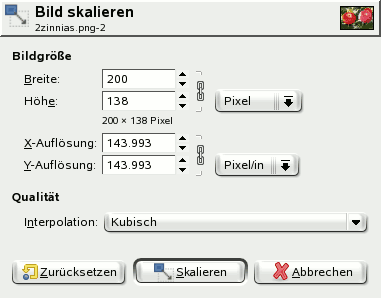 Bild skalieren
2zinnias.png-2
Bildgröße
Breite: 200
Höhe: 138 Pixel
200 × 138 Pixel
X-Auflösung: 143.993
Y-Auflösung: 143.993 Pixel/in
Qualität
Interpolation: Kubisch
Zurücksetzen Skalieren Abbrechen